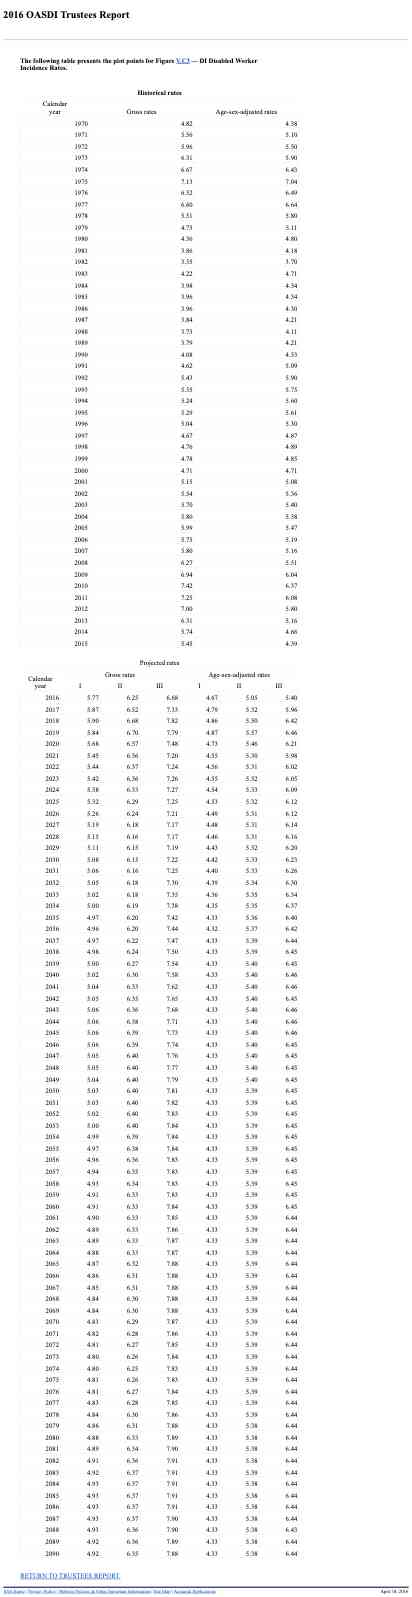 2016 OASDI Trustees Report
The following table presents the plot points for Figure V.C3 — DI Disabled Worker
Incidence Rates.
Historical rates
Calendar
year Gross rates Age-sex-adjusted rates
1970 4.82 4.38
1971 5.36 5.10
1972 5.96 5.50
1973 6.31 5.90
1974 6.67 6.43
1975 7.13 7.04
1976 6.52 6.49
1977 6.60 6.64
1978 5.51 5.80
1979 4.73 5.11
1980 4.36 4.80
1981 3.86 4.18
1982 3.35 3.70
1983 4.22 4.71
1984 3.98 4.34
1985 3.96 4.34
1986 3.96 4.30
1987 3.84 4.21
1988 3.73 4.11
1989 3.79 4.21
1990 4.08 4.53
1991 4.62 5.09
1992 5.43 5.90
1993 5.55 5.75
1994 5.24 5.60
1995 5.29 5.61
1996 5.04 5.30
1997 4.67 4.87
1998 4.76 4.89
1999 4.78 4.85
2000 4.71 4.71
2001 5.15 5.08
2002 5.54 5.36
2003 5.70 5.40
2004 5.80 5.38
2005 5.99 5.47
2006 5.73 5.19
2007 5.80 5.16
2008 6.27 5.51
2009 6.94 6.04
2010 7.42 6.37
2011 7.25 6.08
2012 7.00 5.80
2013 6.31 5.16
2014 5.74 4.66
2015 5.45 4.39
Projected rates
Calendar
year Gross rates Age-sex-adjusted rates
I II III I II III
2016 5.77 6.25 6.68 4.67 5.05 5.40
2017 5.87 6.52 7.33 4.79 5.32 5.96
2018 5.90 6.68 7.82 4.86 5.50 6.42
2019 5.84 6.70 7.79 4.87 5.57 6.46
2020 5.66 6.57 7.48 4.73 5.46 6.21
2021 5.45 6.36 7.20 4.55 5.30 5.98
2022 5.44 6.37 7.24 4.56 5.31 6.02
2023 5.42 6.36 7.26 4.55 5.32 6.05
2024 5.38 6.33 7.27 4.54 5.33 6.09
2025 5.32 6.29 7.25 4.53 5.32 6.12
2026 5.26 6.24 7.21 4.49 5.31 6.12
2027 5.19 6.18 7.17 4.48 5.31 6.14
2028 5.15 6.16 7.17 4.46 5.31 6.16
2029 5.11 6.15 7.19 4.43 5.32 6.20
2030 5.08 6.15 7.22 4.42 5.33 6.23
2031 5.06 6.16 7.25 4.40 5.33 6.26
2032 5.05 6.18 7.30 4.39 5.34 6.30
2033 5.02 6.18 7.35 4.36 5.35 6.34
2034 5.00 6.19 7.38 4.35 5.35 6.37
2035 4.97 6.20 7.42 4.33 5.36 6.40
2036 4.96 6.20 7.44 4.32 5.37 6.42
2037 4.97 6.22 7.47 4.33 5.39 6.44
2038 4.98 6.24 7.50 4.33 5.39 6.45
2039 5.00 6.27 7.54 4.33 5.40 6.45
2040 5.02 6.30 7.58 4.33 5.40 6.46
2041 5.04 6.33 7.62 4.33 5.40 6.46
2042 5.05 6.35 7.65 4.33 5.40 6.45
2043 5.06 6.36 7.68 4.33 5.40 6.46
2044 5.06 6.38 7.71 4.33 5.40 6.46
2045 5.06 6.39 7.73 4.33 5.40 6.46
2046 5.06 6.39 7.74 4.33 5.40 6.45
2047 5.05 6.40 7.76 4.33 5.40 6.45
2048 5.05 6.40 7.77 4.33 5.40 6.45
2049 5.04 6.40 7.79 4.33 5.40 6.45
2050 5.03 6.40 7.81 4.33 5.39 6.45
2051 5.03 6.40 7.82 4.33 5.39 6.45
2052 5.02 6.40 7.83 4.33 5.39 6.45
2053 5.00 6.40 7.84 4.33 5.39 6.45
2054 4.99 6.39 7.84 4.33 5.39 6.45
2055 4.97 6.38 7.84 4.33 5.39 6.45
2056 4.96 6.36 7.83 4.33 5.39 6.45
2057 4.94 6.35 7.83 4.33 5.39 6.45
2058 4.93 6.34 7.83 4.33 5.39 6.45
2059 4.91 6.33 7.83 4.33 5.39 6.45
2060 4.91 6.33 7.84 4.33 5.39 6.45
2061 4.90 6.33 7.85 4.33 5.39 6.44
2062 4.89 6.33 7.86 4.33 5.39 6.44
2063 4.89 6.33 7.87 4.33 5.39 6.44
2064 4.88 6.33 7.87 4.33 5.39 6.44
2065 4.87 6.32 7.88 4.33 5.39 6.44
2066 4.86 6.31 7.88 4.33 5.39 6.44
2067 4.85 6.31 7.88 4.33 5.39 6.44
2068 4.84 6.30 7.88 4.33 5.39 6.44
2069 4.84 6.30 7.88 4.33 5.39 6.44
2070 4.83 6.29 7.87 4.33 5.39 6.44
2071 4.82 6.28 7.86 4.33 5.39 6.44
2072 4.81 6.27 7.85 4.33 5.39 6.44
2073 4.80 6.26 7.84 4.33 5.39 6.44
2074 4.80 6.25 7.83 4.33 5.39 6.44
2075 4.81 6.26 7.83 4.33 5.39 6.44
2076 4.81 6.27 7.84 4.33 5.39 6.44
2077 4.83 6.28 7.85 4.33 5.39 6.44
2078 4.84 6.30 7.86 4.33 5.39 6.44
2079 4.86 6.31 7.88 4.33 5.38 6.44
2080 4.88 6.33 7.89 4.33 5.38 6.44
2081 4.89 6.34 7.90 4.33 5.38 6.44
2082 4.91 6.36 7.91 4.33 5.38 6.44
2083 4.92 6.37 7.91 4.33 5.38 6.44
2084 4.93 6.37 7.91 4.33 5.38 6.44
2085 4.93 6.37 7.91 4.33 5.38 6.44
2086 4.93 6.37 7.91 4.33 5.38 6.44
2087 4.93 6.37 7.90 4.33 5.38 6.44
2088 4.93 6.36 7.90 4.33 5.38 6.43
2089 4.92 6.36 7.89 4.33 5.38 6.44
2090 4.92 6.35 7.88 4.33 5.38 6.44
RETURN TO TRUSTEES REPORT